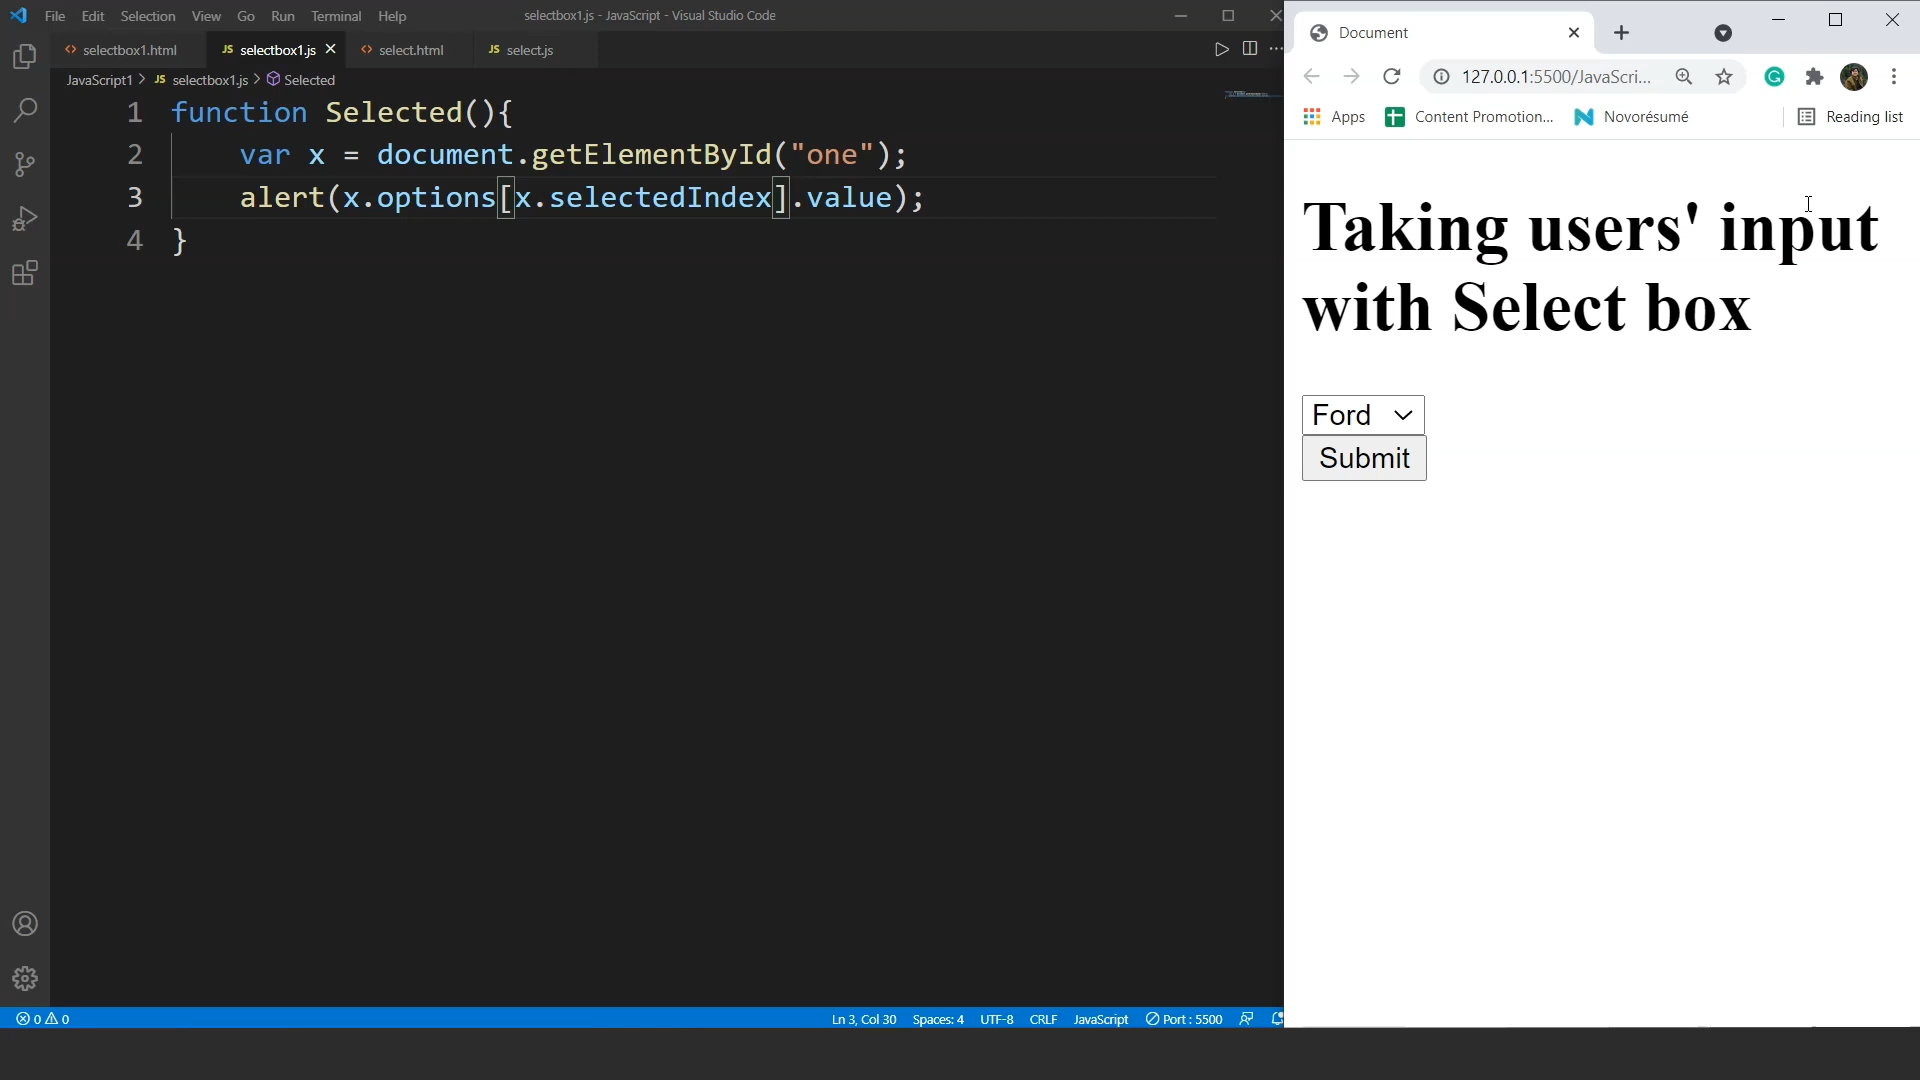 File Edit Selection View Go Run Terminal Help
selectbox1.js - JavaScript - Visual Studio Code
selectbox1.html JS selectbox1.js select.html JS select.js
JavaScript1 > JS selectbox1.js > Selected
1 function Selected(){
2 var x = document.getElementById("one");
3 alert(x.options[x.selectedIndex].value);
4 }
0 0 Ln 3, Col 30 Spaces: 4 UTF-8 CRLF JavaScript Port : 5500
Document
127.0.0.1:5500/JavaScri...
Apps Content Promotion... Novorésumé Reading list
Taking users' input
with Select box
Ford
Submit